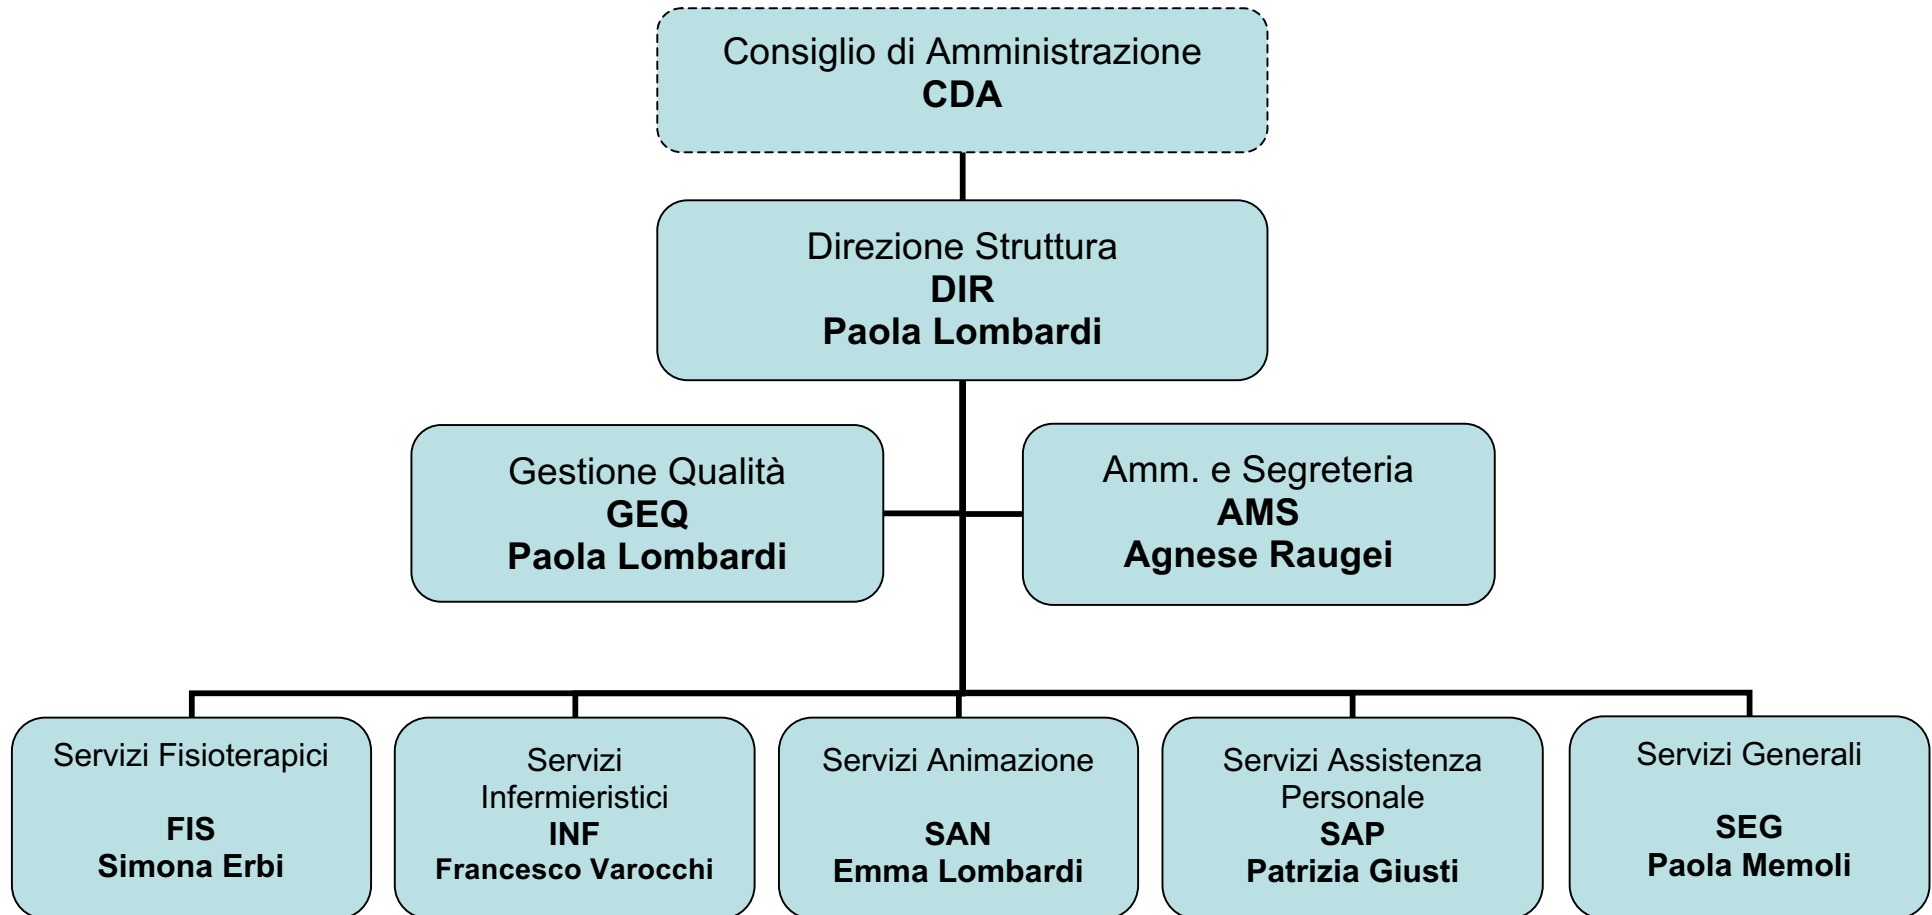 Consiglio di Amministrazione
CDA
Direzione Struttura
DIR
Paola Lombardi
Gestione Qualità
GEQ
Paola Lombardi
Amm. e Segreteria
AMS
Agnese Raugei
Servizi Fisioterapici
FIS
Simona Erbi
Servizi
Infermieristici
INF
Francesco Varocchi
Servizi Animazione
SAN
Emma Lombardi
Servizi Assistenza
Personale
SAP
Patrizia Giusti
Servizi Generali
SEG
Paola Memoli